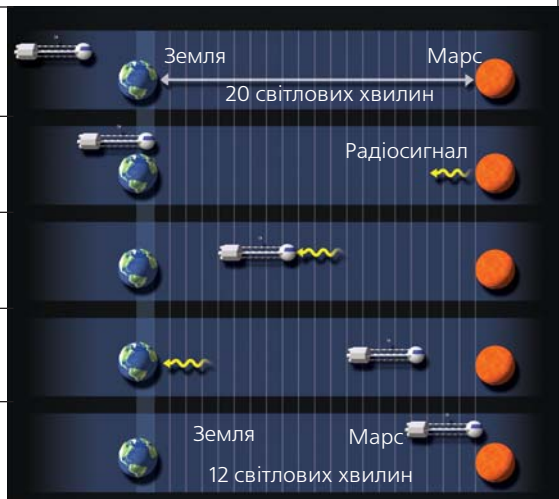 Земля Марс
20 світлових хвилин
Радіосигнал
Земля Марс
12 світлових хвилин